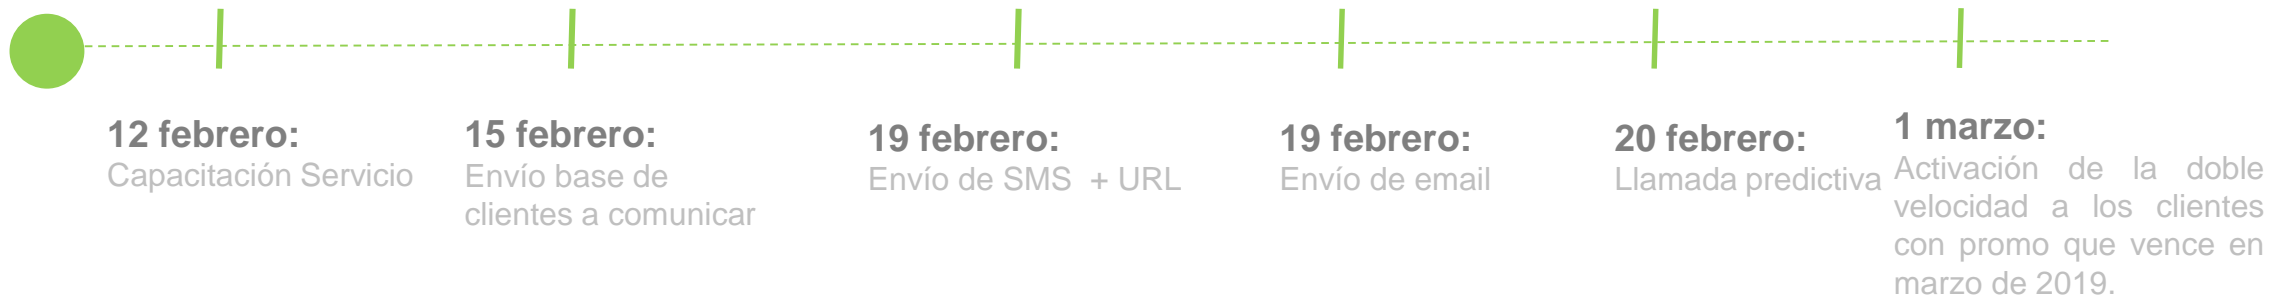 12 febrero:
Capacitación Servicio
15 febrero:
Envío base de
clientes a comunicar
19 febrero:
Envío de SMS + URL
19 febrero:
Envío de email
20 febrero:
Llamada predictiva
1 marzo:
Activación de la doble
velocidad a los clientes
con promo que vence en
marzo de 2019.